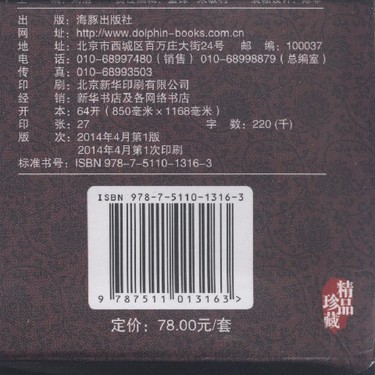 出 版：海豚出版社
网 址：http://www.dolphin-books.com.cn
地 址：北京市西城区百万庄大街24号 邮 编：100037
电 话：010-68997480（销售） 010-68998879（总编室）
传 真：010-68993503
印 刷：北京新华印刷有限公司
经 销：新华书店及各网络书店
开 本：64开（850毫米×1168毫米）
印 张：27 字 数：220（千）
版 次：2014年4月第1版
2014年4月第1次印刷
标准书号：ISBN 978-7-5110-1316-3
ISBN 978-7-5110-1316-3
9 787511 013163 >
定价：78.00元/套
精品
珍藏